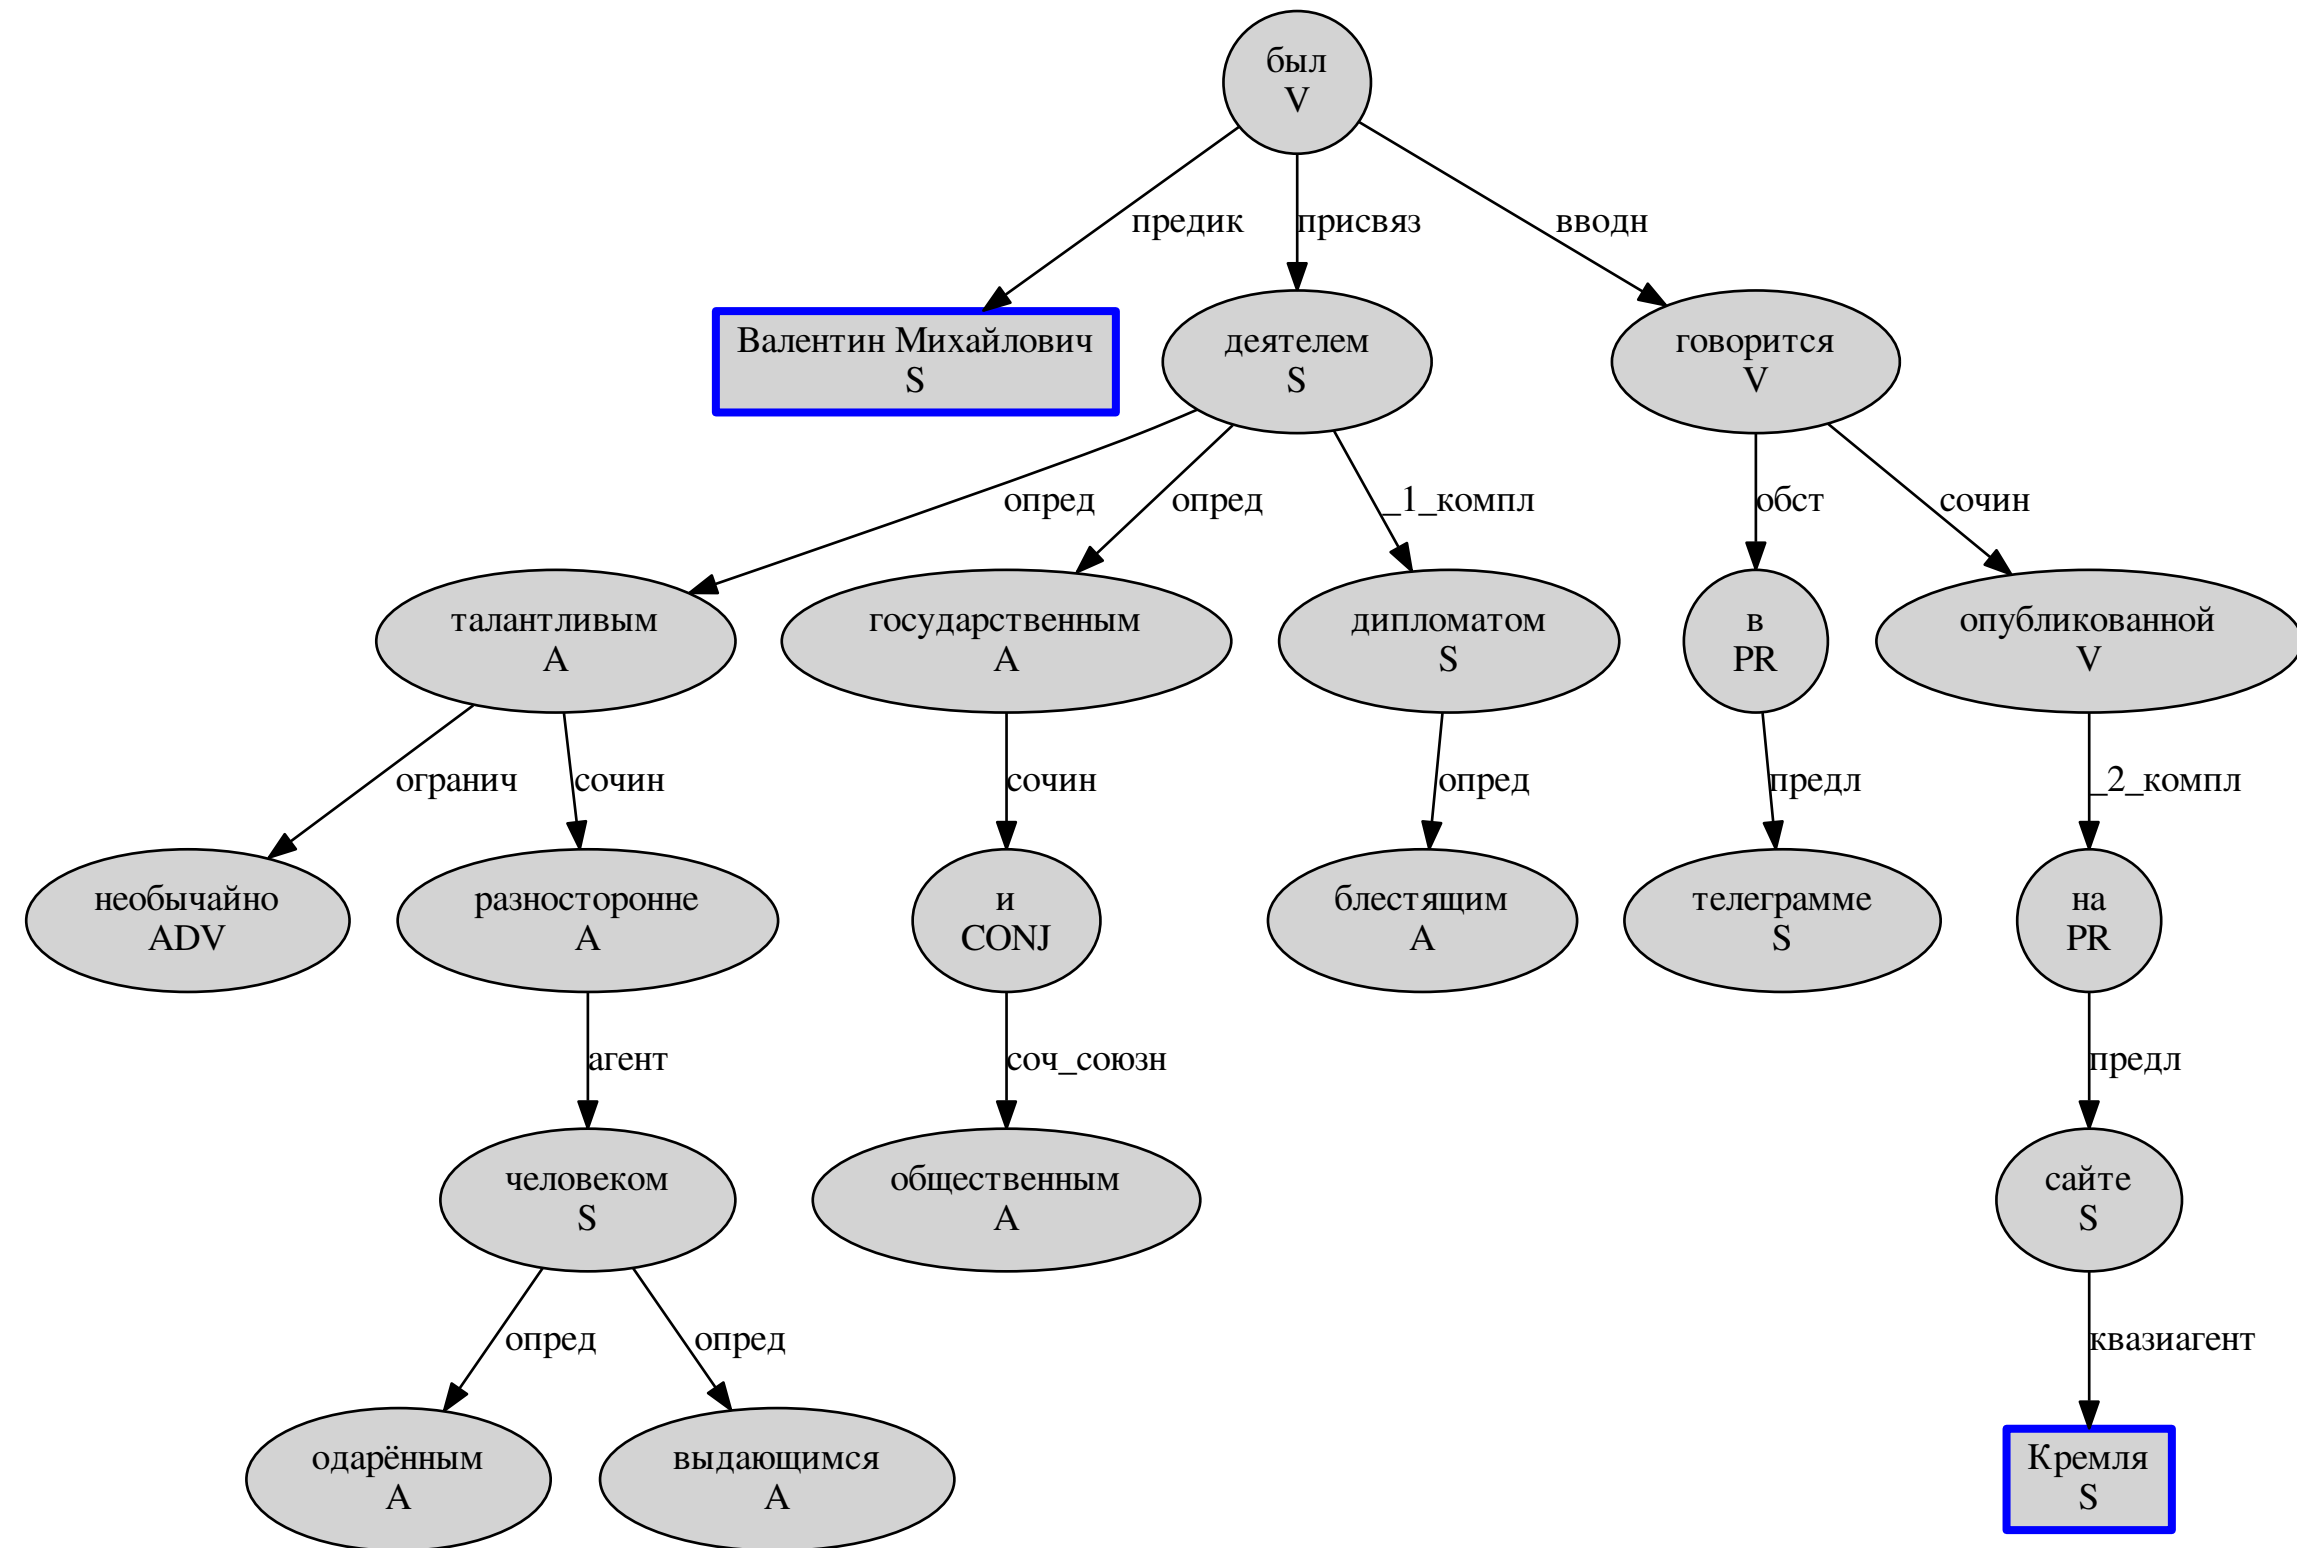 был
V
предик
присвяз
вводн
Валентин Михайлович
S
деятелем
S
говорится
V
опред
опред
_1_компл
обст
сочин
талантливым
A
государственным
A
дипломатом
S
в
PR
опубликованной
V
огранич
сочин
сочин
опред
предл
_2_компл
необычайно
ADV
разносторонне
A
и
CONJ
блестящим
A
телеграмме
S
на
PR
агент
соч_союзн
предл
человеком
S
общественным
A
сайте
S
опред
опред
квазиагент
одарённым
A
выдающимся
A
Кремля
S